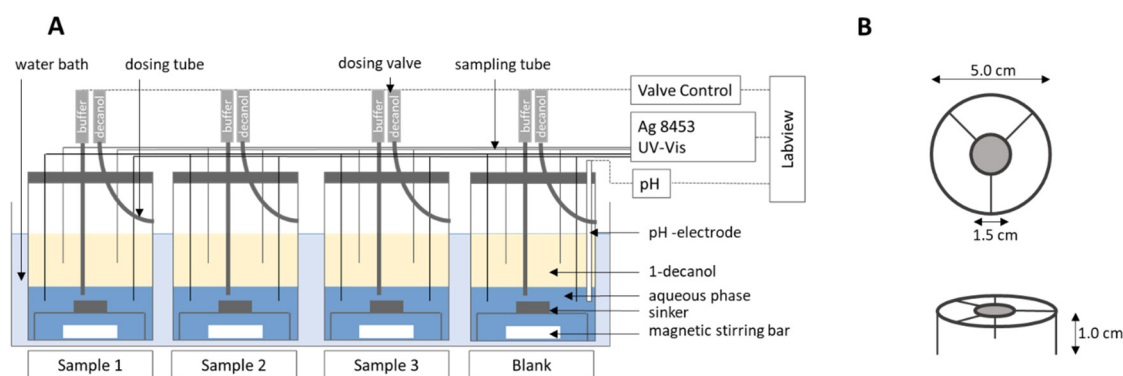 A
B
water bath
dosing tube
dosing valve
sampling tube
5.0 cm
buffer
decanol
buffer
decanol
buffer
decanol
buffer
decanol
Valve Control
Ag 8453
UV-Vis
Labview
pH
1.5 cm
pH -electrode
1-decanol
aqueous phase
sinker
magnetic stirring bar
1.0 cm
Sample 1
Sample 2
Sample 3
Blank